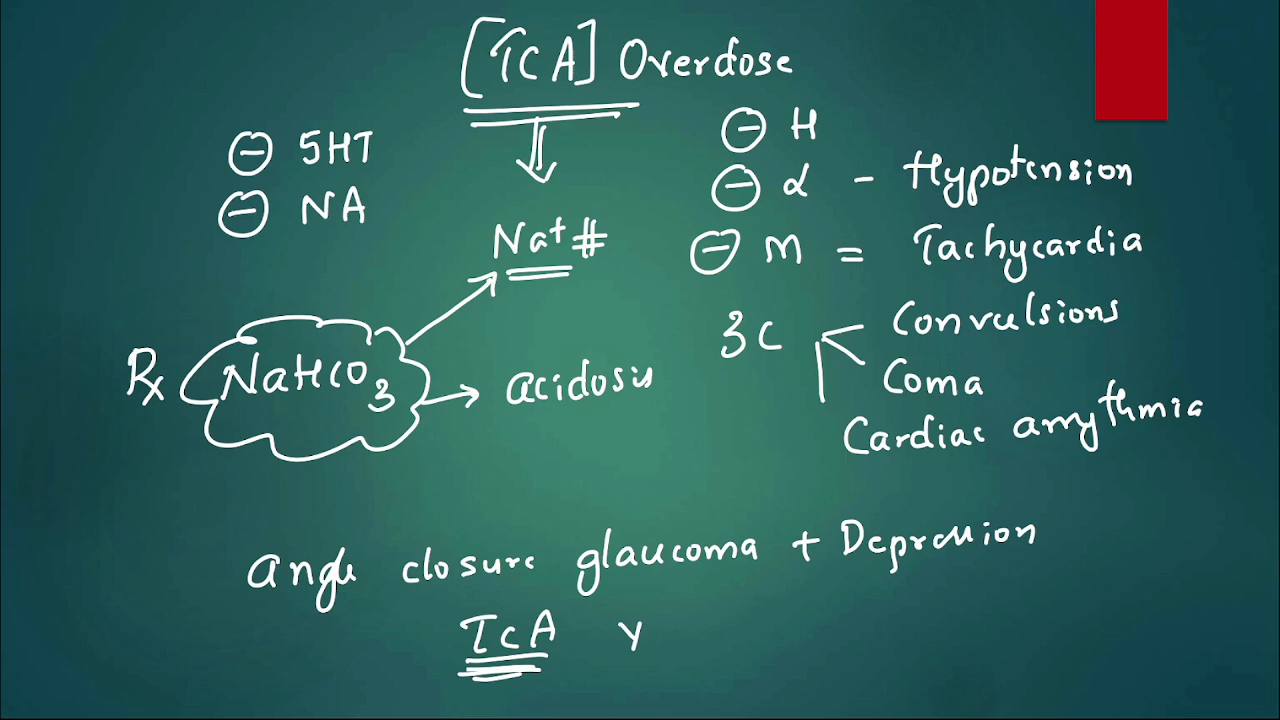 [TCA] Overdose
⊖ 5HT
⊖ NA
Na⁺ #
Rx NaHCO₃
acidosis
⊖ H
⊖ α - Hypotension
⊖ M = Tachycardia
3C
Convulsions
Coma
Cardiac arrythmia
Angle closure glaucoma + Depression
TCA